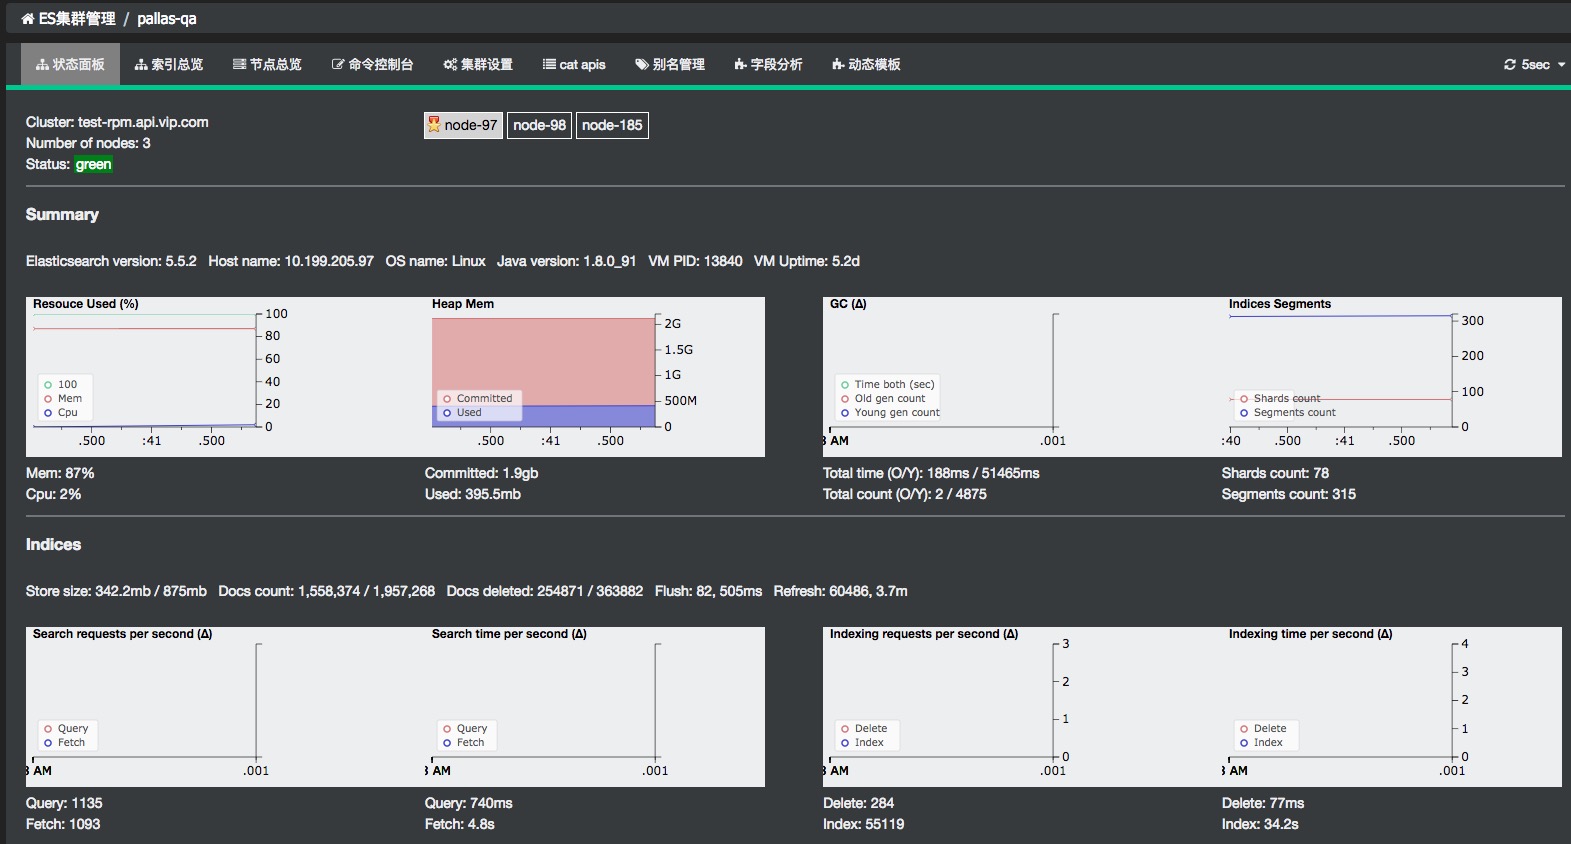 ES集群管理 / pallas-qa
状态面板 索引总览 节点总览 命令控制台 集群设置 cat apis 别名管理 字段分析 动态模板 5sec
Cluster: test-rpm.api.vip.com
Number of nodes: 3
Status: green
node-97 node-98 node-185
Summary
Elasticsearch version: 5.5.2 Host name: 10.199.205.97 OS name: Linux Java version: 1.8.0_91 VM PID: 13840 VM Uptime: 5.2d
Resouce Used (%)
100
80
60
40
20
0
100
Mem
Cpu
.500 :41 .500
Mem: 87%
Cpu: 2%
Heap Mem
2G
1.5G
1G
500M
0
Committed
Used
.500 :41 .500
Committed: 1.9gb
Used: 395.5mb
GC (Δ)
Time both (sec)
Old gen count
Young gen count
AM .001
Total time (O/Y): 188ms / 51465ms
Total count (O/Y): 2 / 4875
Indices Segments
300
200
100
0
Shards count
Segments count
:40 .500 :41 .500
Shards count: 78
Segments count: 315
Indices
Store size: 342.2mb / 875mb Docs count: 1,558,374 / 1,957,268 Docs deleted: 254871 / 363882 Flush: 82, 505ms Refresh: 60486, 3.7m
Search requests per second (Δ)
Query
Fetch
AM .001
Query: 1135
Fetch: 1093
Search time per second (Δ)
Query
Fetch
AM .001
Query: 740ms
Fetch: 4.8s
Indexing requests per second (Δ)
3
2
1
0
Delete
Index
AM .001
Delete: 284
Index: 55119
Indexing time per second (Δ)
4
3
2
1
0
Delete
Index
AM .001
Delete: 77ms
Index: 34.2s